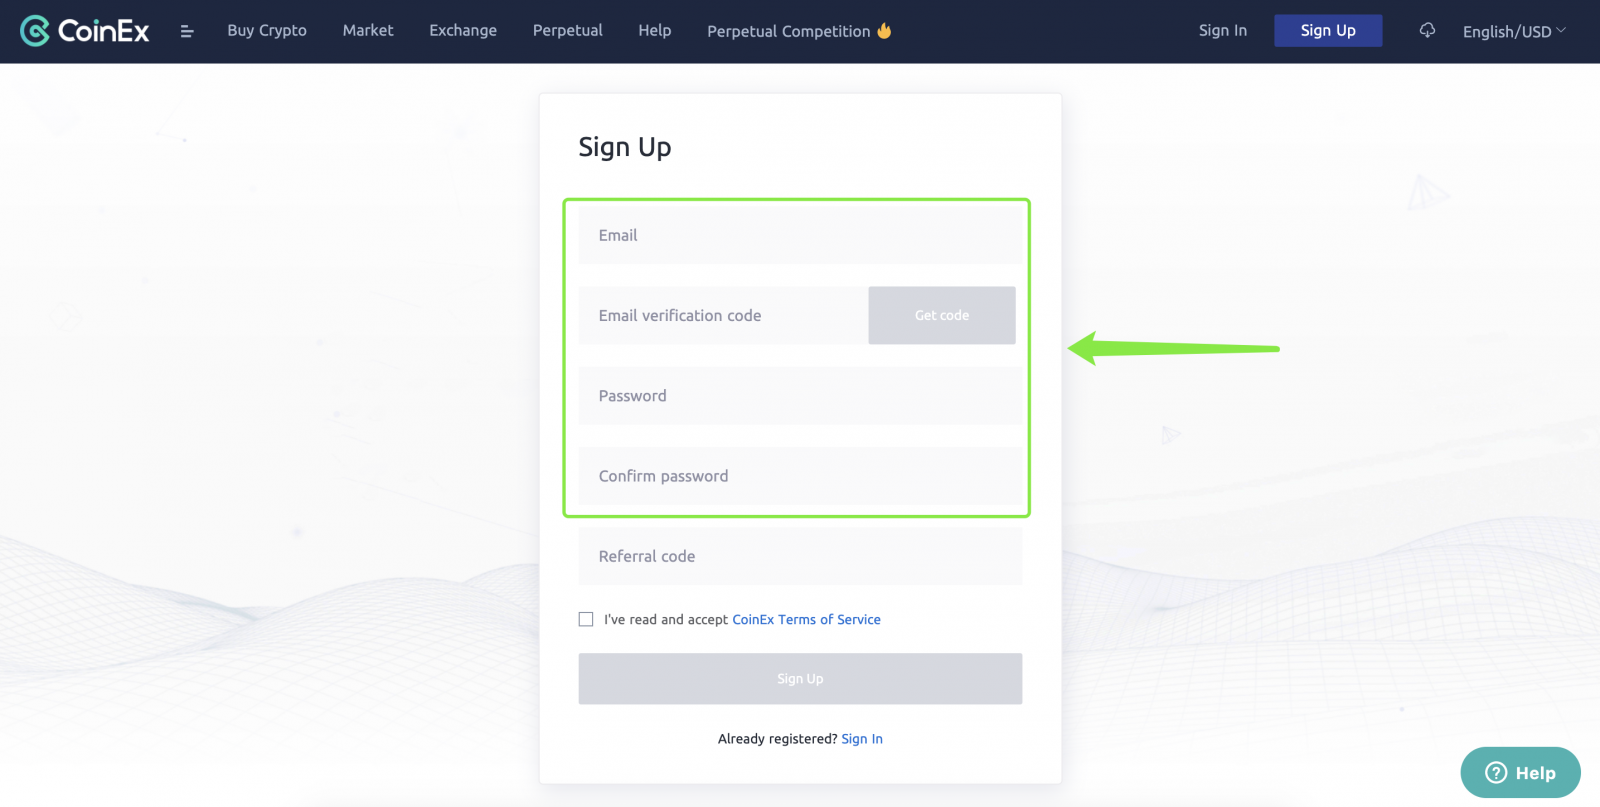 CoinEx
Buy Crypto
Market
Exchange
Perpetual
Help
Perpetual Competition
Sign In
Sign Up
English/USD
Sign Up
Email
Email verification code
Get code
Password
Confirm password
Referral code
I've read and accept CoinEx Terms of Service
Sign Up
Already registered? Sign In
? Help